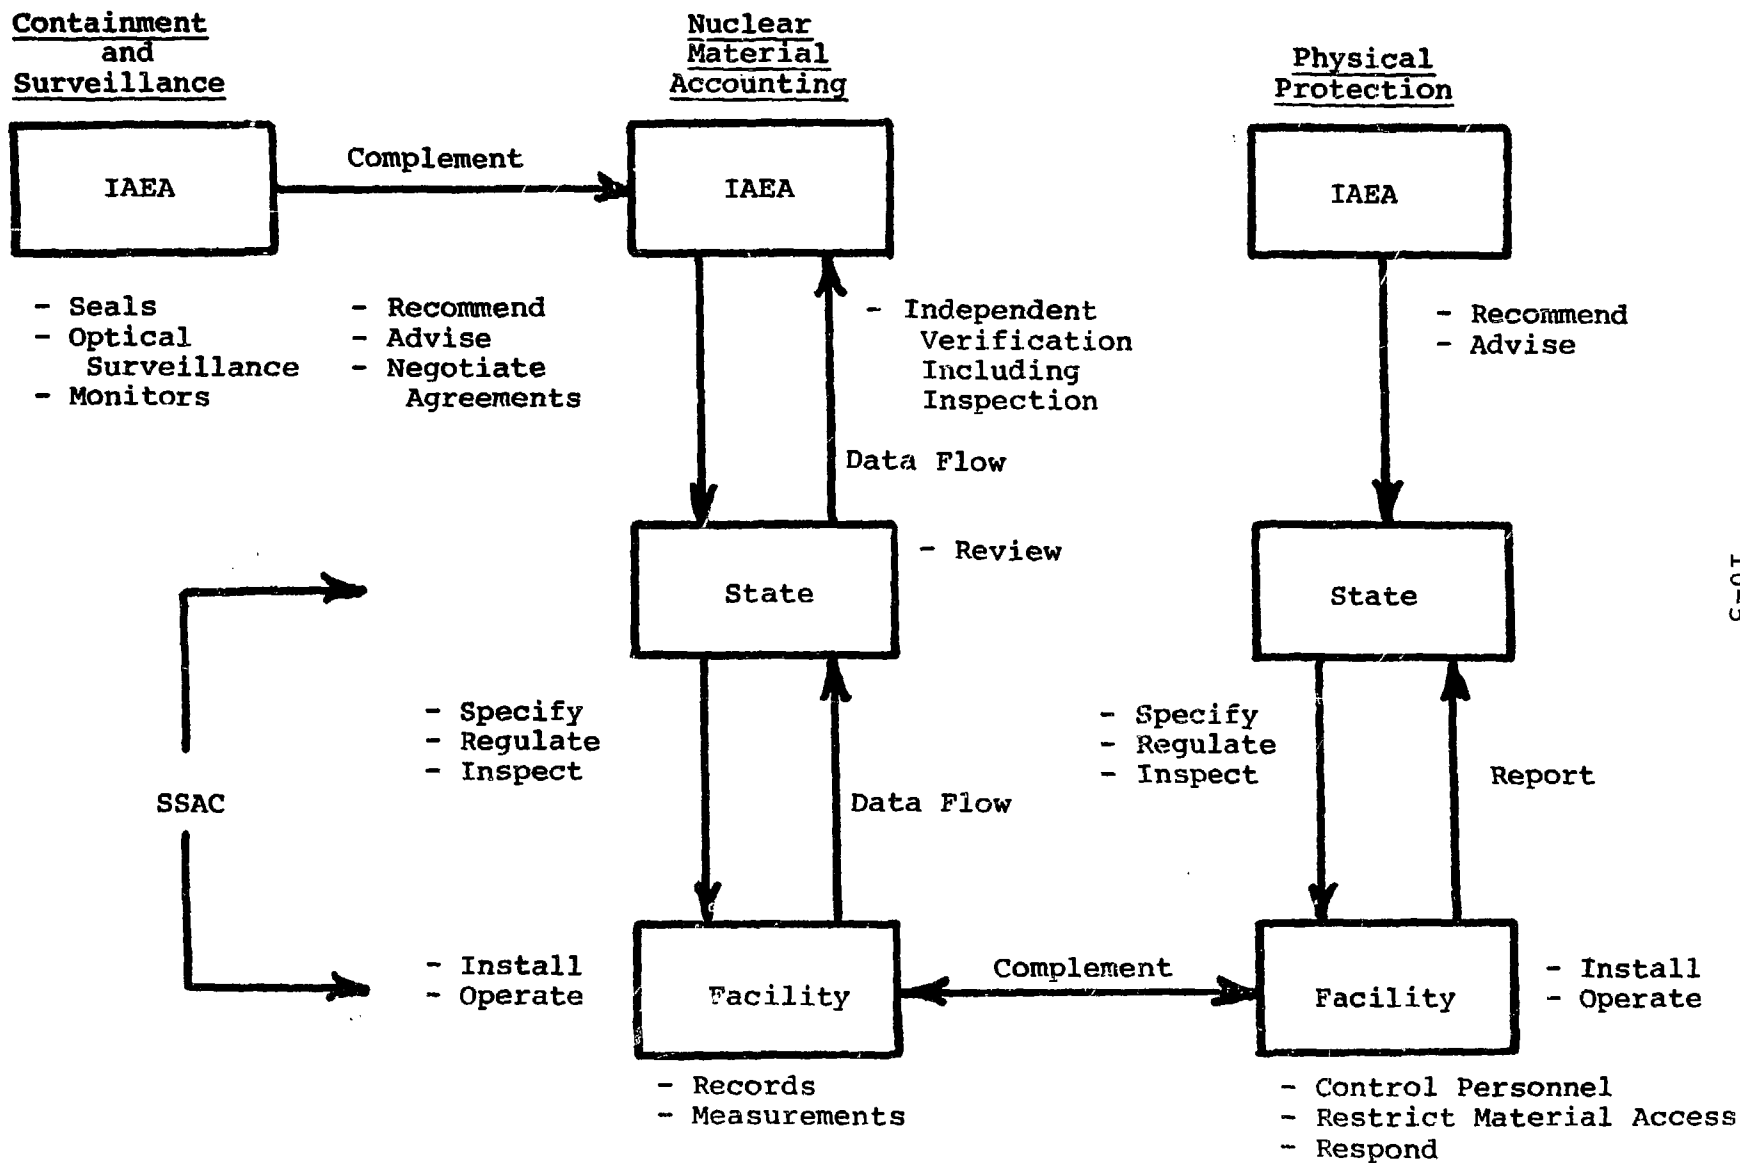 Containment
and
Surveillance
Nuclear
Material
Accounting
Physical
Protection
IAEA
Complement
IAEA
IAEA
- Seals
- Optical
Surveillance
- Monitors
- Recommend
- Advise
- Negotiate
Agreements
- Independent
Verification
Including
Inspection
- Recommend
- Advise
Data Flow
State
- Review
State
10-5
- Specify
- Regulate
- Inspect
- Specify
- Regulate
- Inspect
Report
SSAC
Data Flow
- Install
- Operate
Facility
Complement
Facility
- Install
- Operate
- Records
- Measurements
- Control Personnel
- Restrict Material Access
- Respond